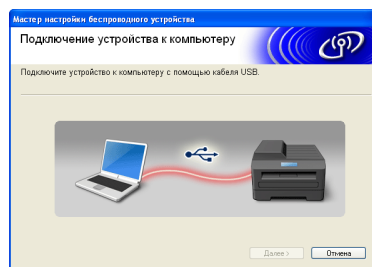 Мастер настройки беспроводного устройства
Подключение устройства к компьютеру
Подключите устройство к компьютеру с помощью кабеля USB.
Далее >
Отмена